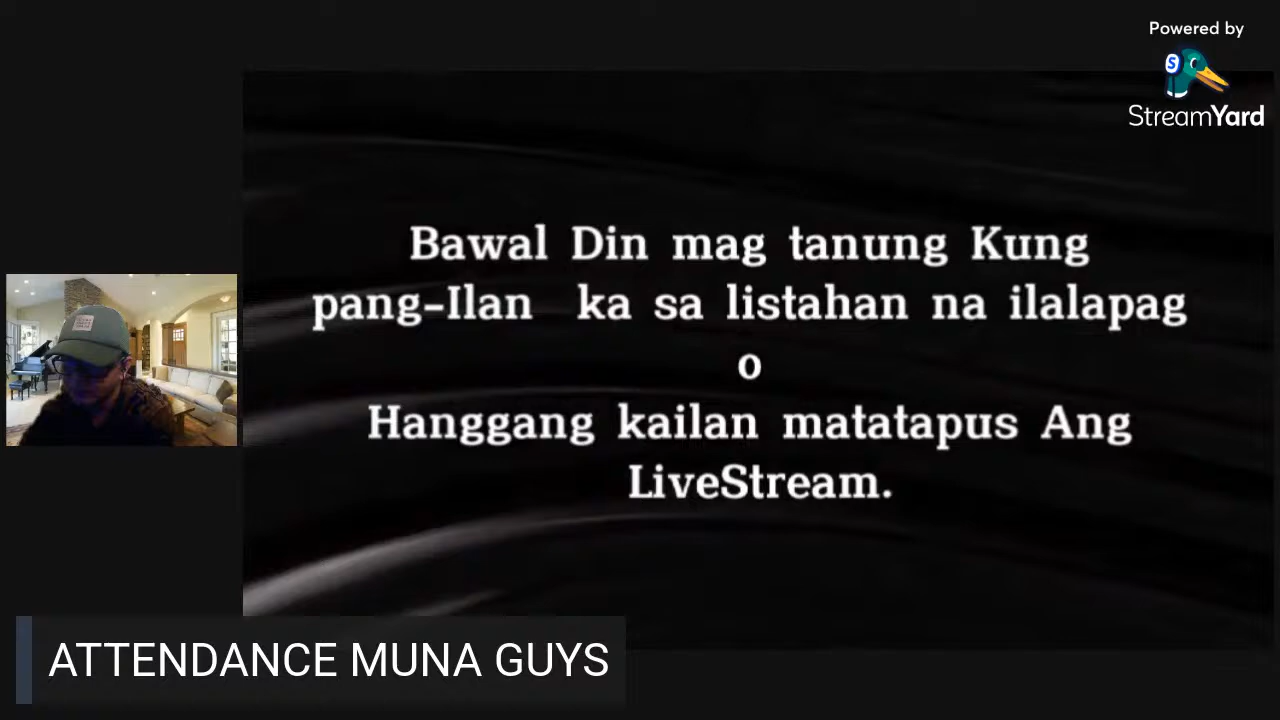 Powered by
StreamYard
Bawal Din mag tanung Kung
pang-Ilan ka sa listahan na ilalapag
o
Hanggang kailan matatapus Ang
LiveStream.
ATTENDANCE MUNA GUYS